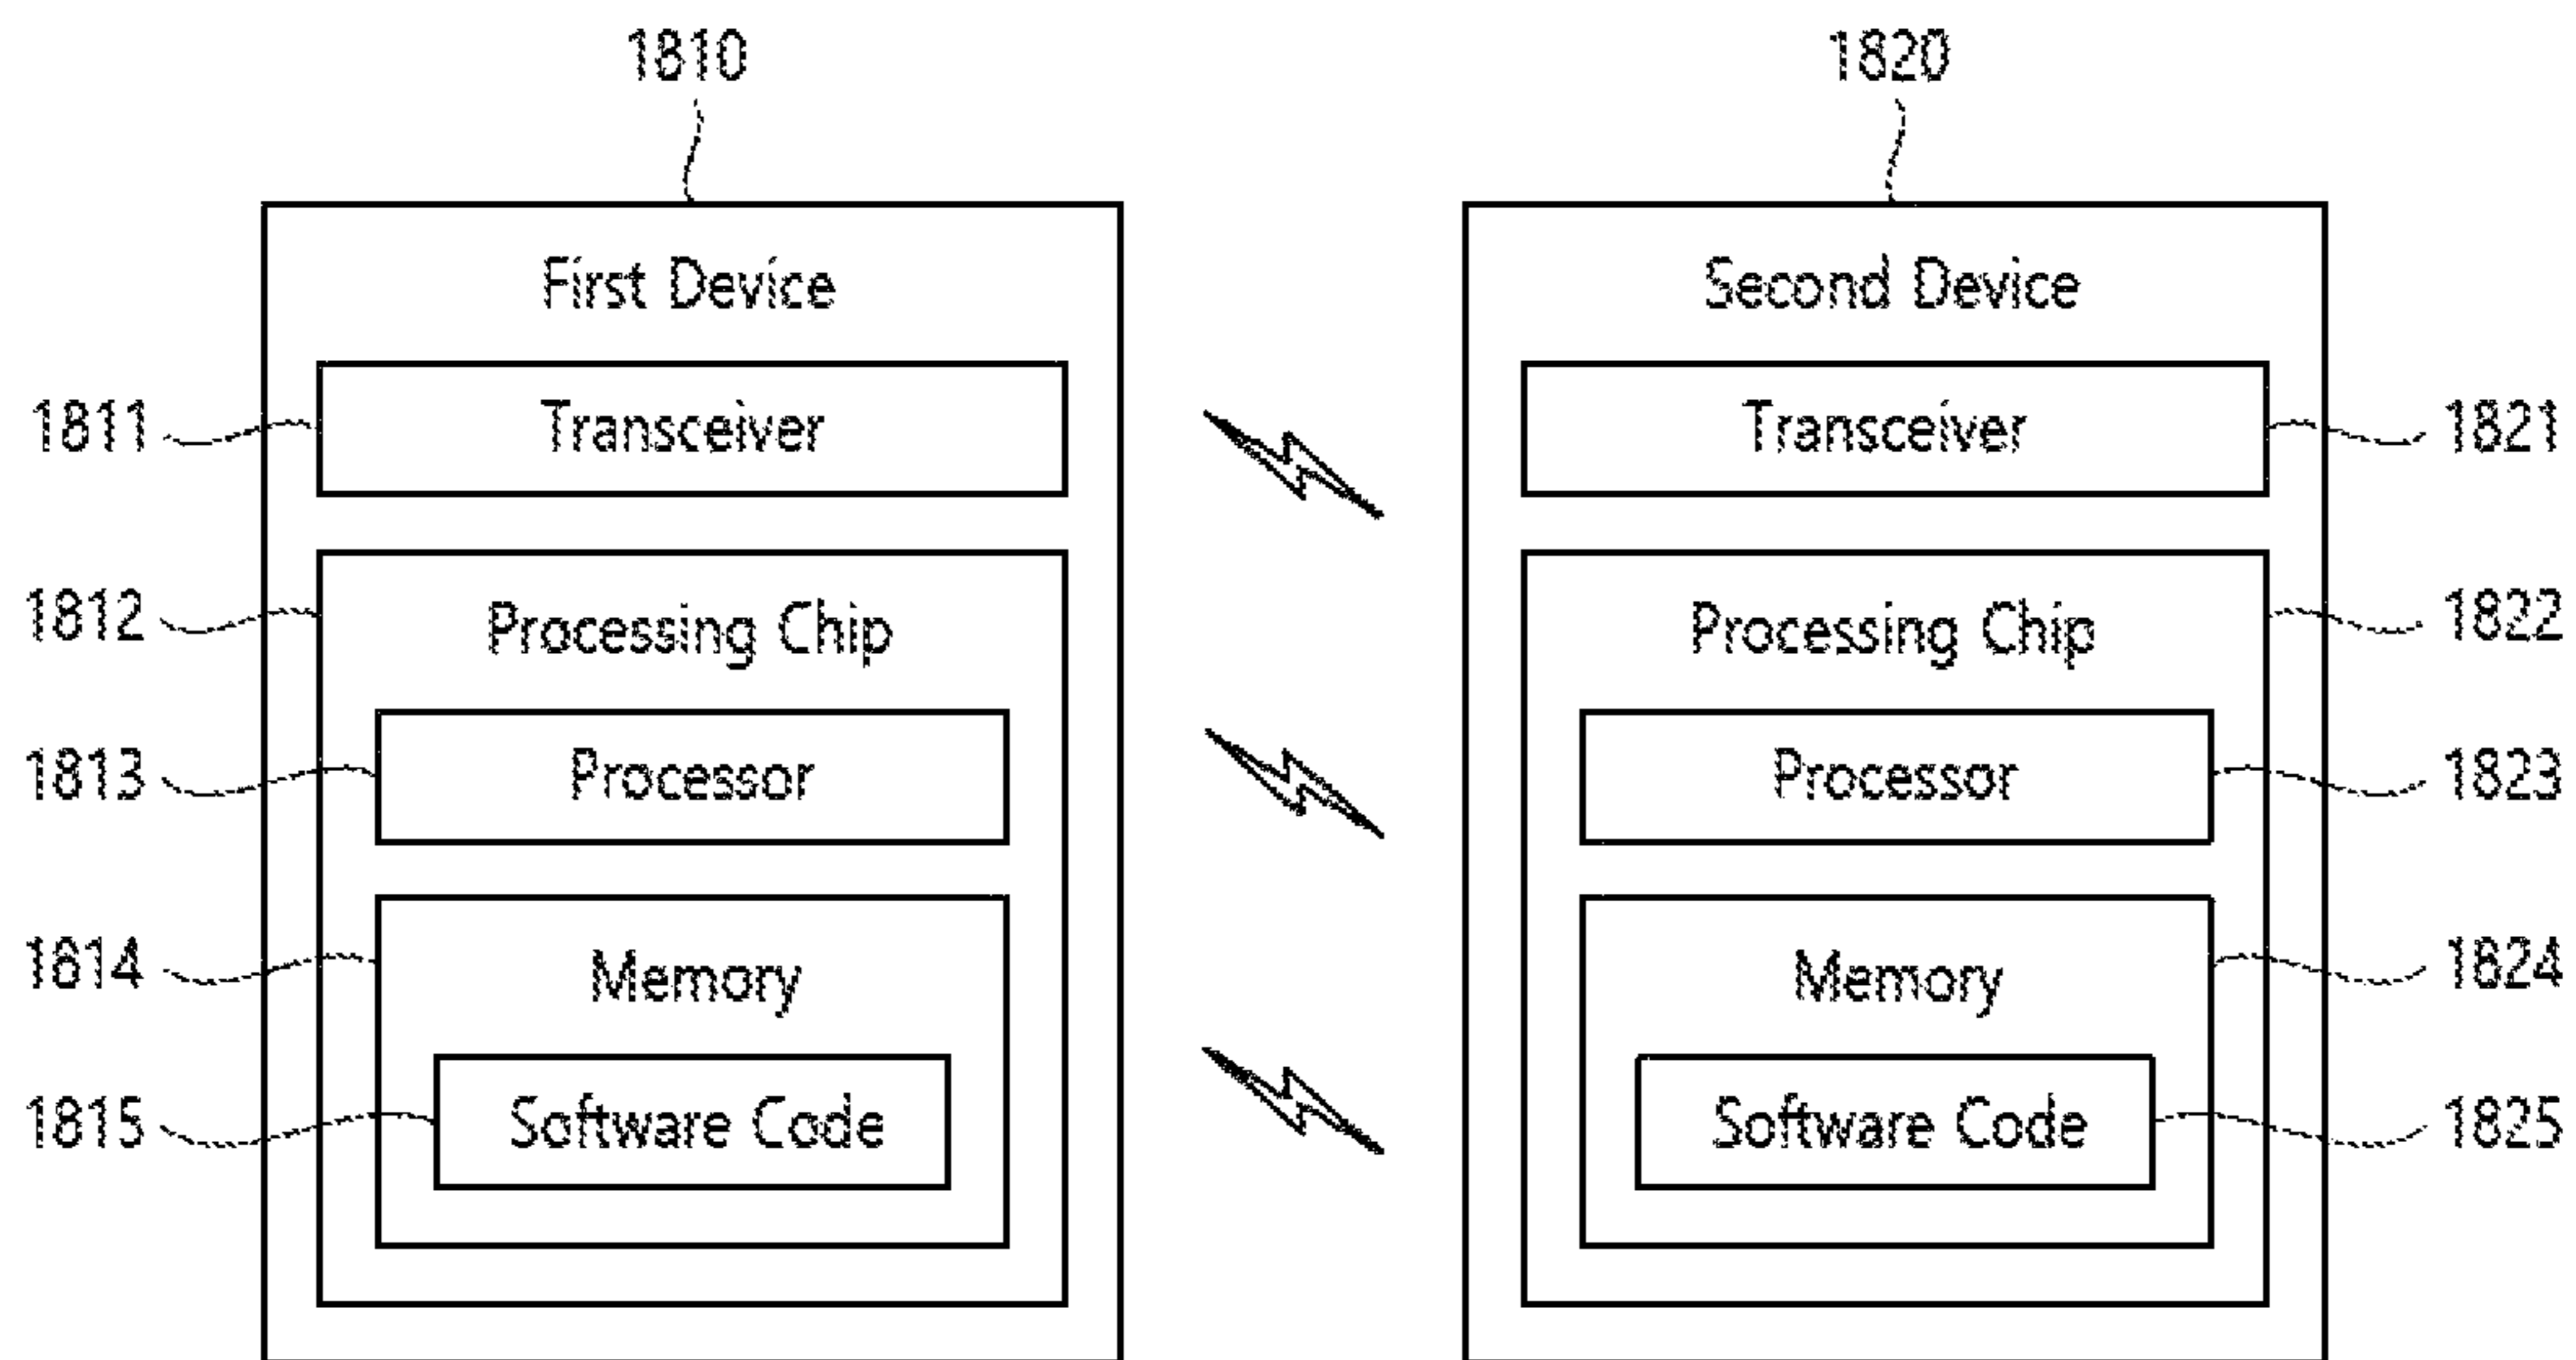 1810
1820
First Device
Second Device
1811
Transceiver
Transceiver
1821
1812
Processing Chip
Processing Chip
1822
1813
Processor
Processor
1823
1814
Memory
Memory
1824
1815
Software Code
Software Code
1825